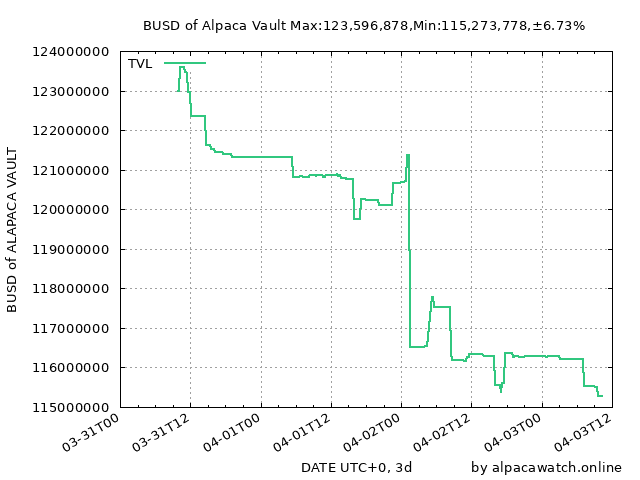 BUSD of Alpaca Vault Max:123,596,878,Min:115,273,778,±6.73%
TVL
124000000
123000000
122000000
121000000
120000000
119000000
118000000
117000000
116000000
115000000
BUSD of ALAPACA VAULT
03-31T00
03-31T12
04-01T00
04-01T12
04-02T00
04-02T12
04-03T00
04-03T12
DATE UTC+0, 3d
by alpacawatch.online